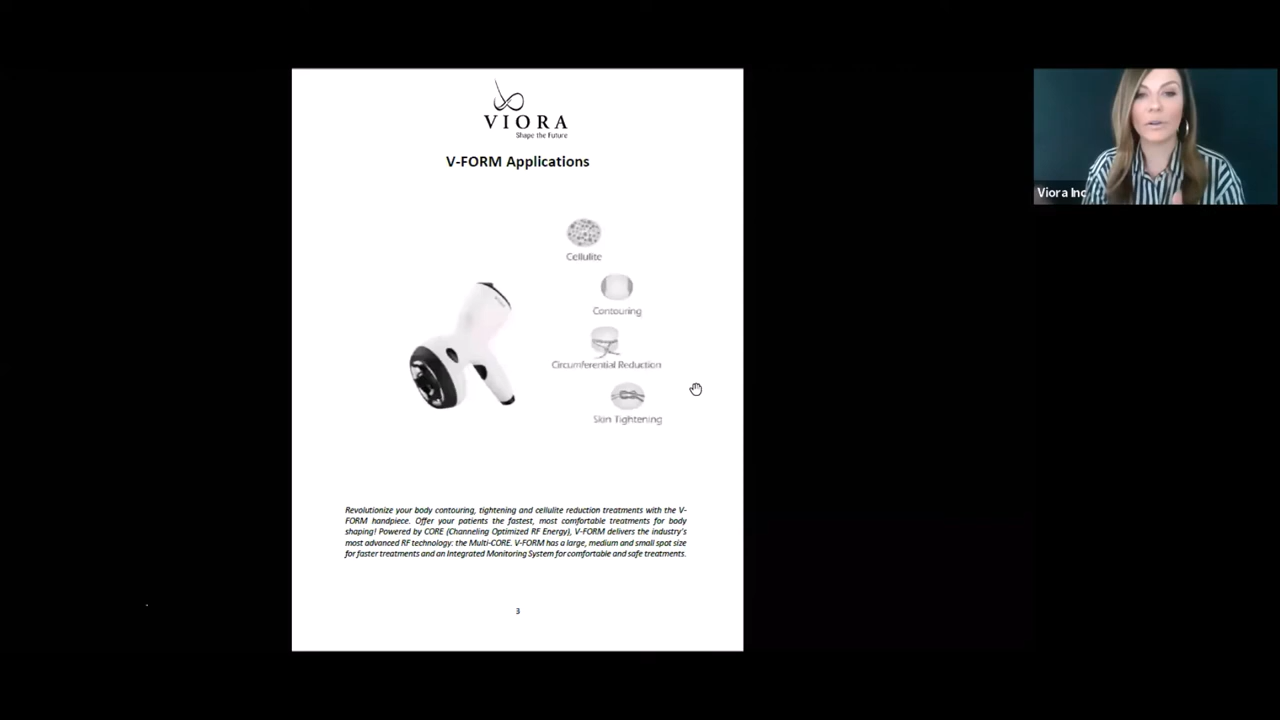 VIORA
Shape the Future
V-FORM Applications
Cellulite
Contouring
Circumferential Reduction
Skin Tightening
Revolutionize your body contouring, tightening and cellulite reduction treatments with the V-
FORM handpiece. Offer your patients the fastest, most comfortable treatments for body
shaping! Powered by CORE (Channeling Optimized RF Energy), V-FORM delivers the industry's
most advanced RF technology: the Multi-CORE. V-FORM has a large, medium and small spot size
for faster treatments and an Integrated Monitoring System for comfortable and safe treatments.
3
Viora Inc